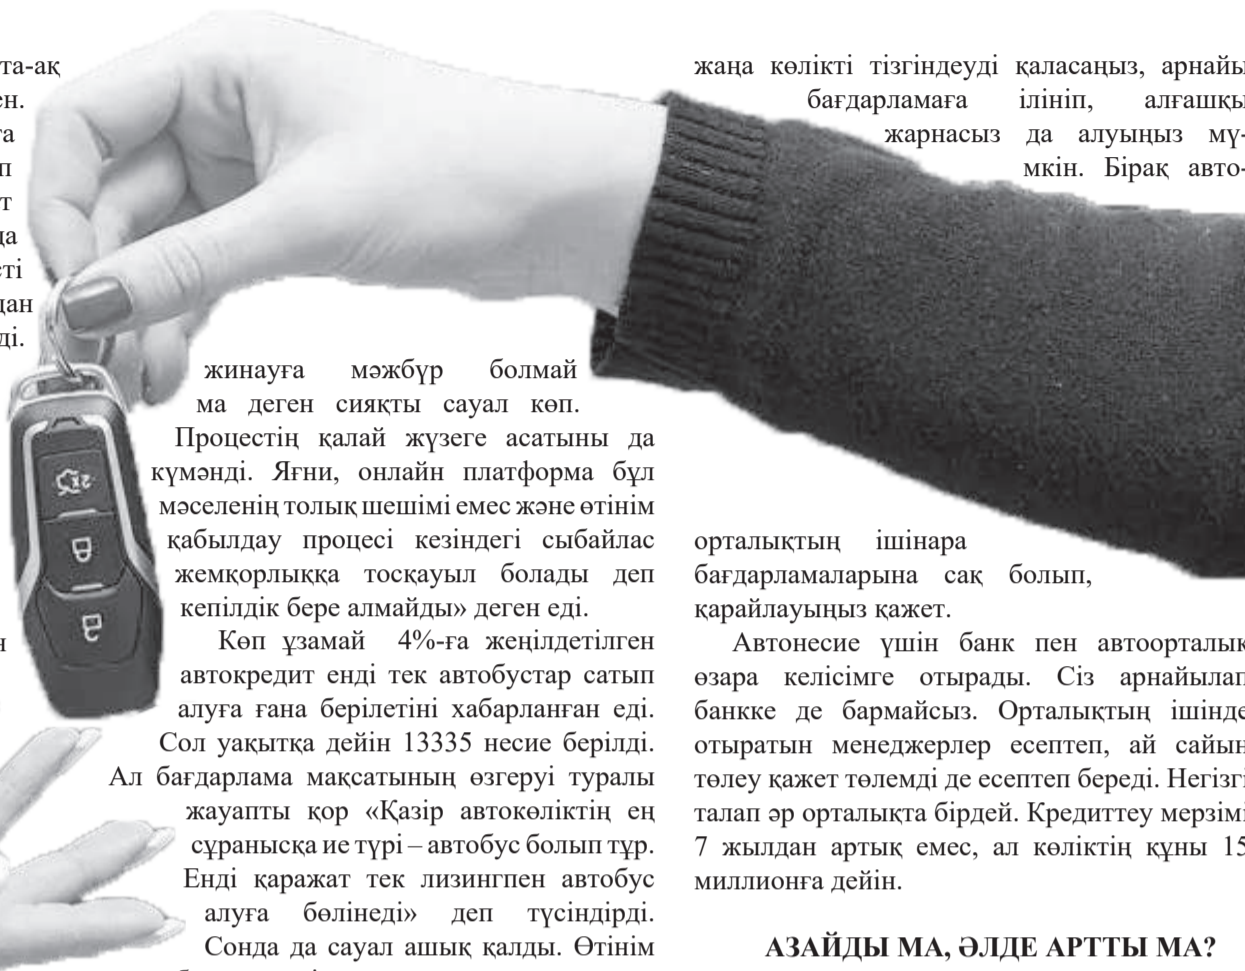 та-ақ
ен.
та
п
т
да
сті
дан
ді.
жинауға мәжбүр болмай
ма деген сияқты сауал көп.
Процестің қалай жүзеге асатыны да
күмәнді. Яғни, онлайн платформа бұл
мәселенің толық шешімі емес және өтінім
қабылдау процесі кезіндегі сыбайлас
жемқорлыққа тосқауыл болады деп
кепілдік бере алмайды» деген еді.
Көп ұзамай 4%-ға жеңілдетілген
автокредит енді тек автобустар сатып
алуға ғана берілетіні хабарланған еді.
Сол уақытқа дейін 13335 несие берілді.
Ал бағдарлама мақсатының өзгеруі туралы
жауапты қор «Қазір автокөліктің ең
сұранысқа ие түрі – автобус болып тұр.
Енді қаражат тек лизингпен автобус
алуға бөлінеді» деп түсіндірді.
Сонда да сауал ашық қалды. Өтінім
жаңа көлікті тізгіндеуді қаласаңыз, арнайы
бағдарламаға ілініп, алғашқы
жарнасыз да алуыңыз мү-
мкін. Бірақ авто-
орталықтың ішінара
бағдарламаларына сақ болып,
қарайлауыңыз қажет.
Автонесие үшін банк пен автоорталық
өзара келісімге отырады. Сіз арнайылап
банкке де бармайсыз. Орталықтың ішінде
отыратын менеджерлер есептеп, ай сайын
төлеу қажет төлемді де есептеп береді. Негізгі
талап әр орталықта бірдей. Кредиттеу мерзімі
7 жылдан артық емес, ал көліктің құны 15
миллионға дейін.
АЗАЙДЫ МА, ӘЛДЕ АРТТЫ МА?